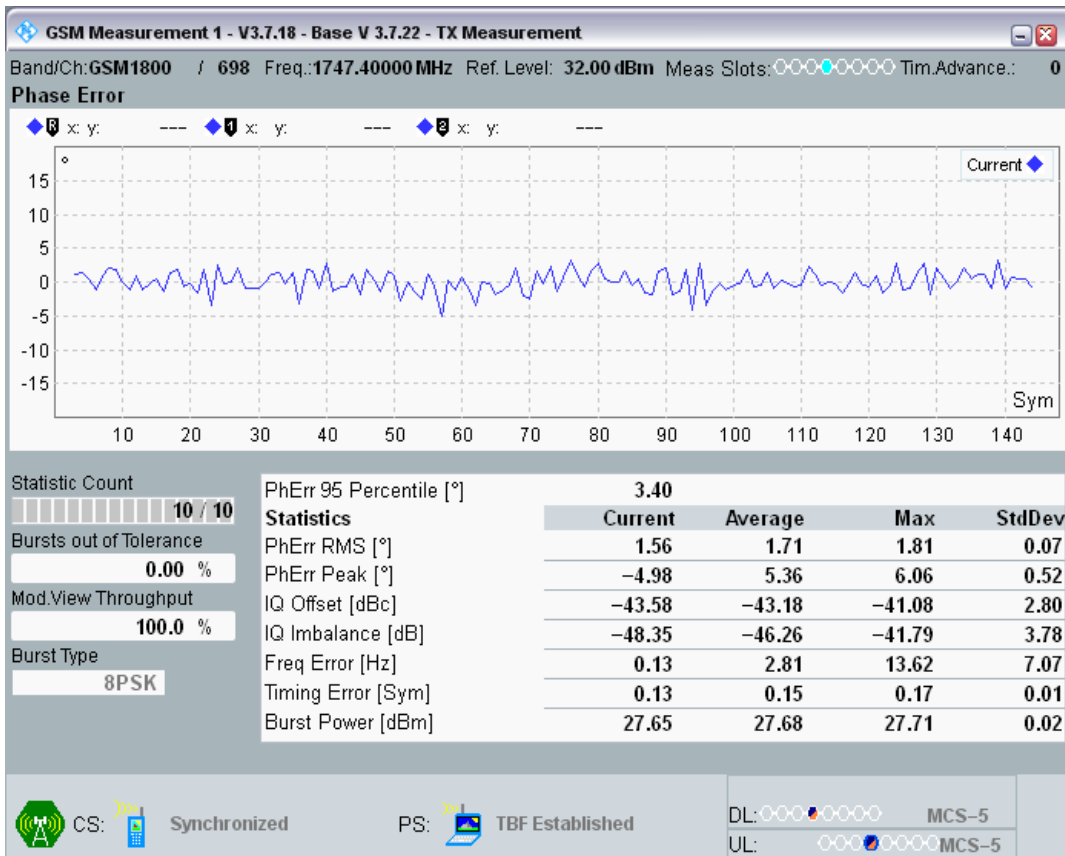 GSM Measurement 1 - V3.7.18 - Base V 3.7.22 - TX Measurement
Band/Ch:GSM1800 / 698 Freq.:1747.40000 MHz Ref. Level: 32.00 dBm Meas Slots: Tim.Advance.: 0
Phase Error
R x: y: --- 1 x: y: --- 2 x: y: ---
°
Current
15
10
5
0
-5
-10
-15
Sym
10 20 30 40 50 60 70 80 90 100 110 120 130 140
Statistic Count
10 / 10
Bursts out of Tolerance
0.00 %
Mod.View Throughput
100.0 %
Burst Type
8PSK
PhErr 95 Percentile [°] 3.40
Statistics Current Average Max StdDev
PhErr RMS [°] 1.56 1.71 1.81 0.07
PhErr Peak [°] −4.98 5.36 6.06 0.52
IQ Offset [dBc] −43.58 −43.18 −41.08 2.80
IQ Imbalance [dB] −48.35 −46.26 −41.79 3.78
Freq Error [Hz] 0.13 2.81 13.62 7.07
Timing Error [Sym] 0.13 0.15 0.17 0.01
Burst Power [dBm] 27.65 27.68 27.71 0.02
CS: Synchronized PS: TBF Established
DL: MCS−5
UL: MCS−5